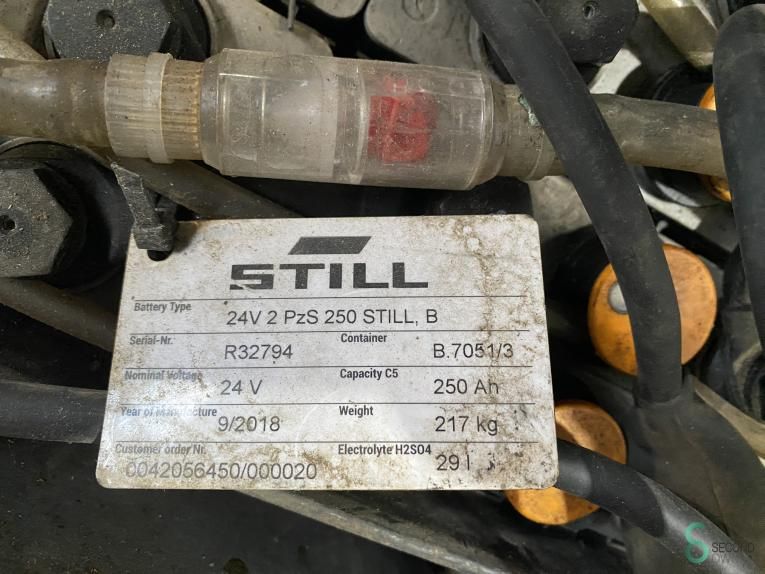 STILL
Battery Type 24V 2 PzS 250 STILL, B
Serial-Nr. R32794 Container B.7051/3
Nominal Voltage 24 V Capacity C5 250 Ah
Year of Manufacture 9/2018 Weight 217 kg
Customer order Nr. 0042056450/000020 Electrolyte H2SO4 29 l
SECOND